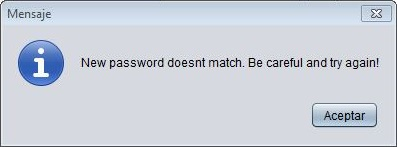 Mensaje
New password doesnt match. Be careful and try again!
Aceptar